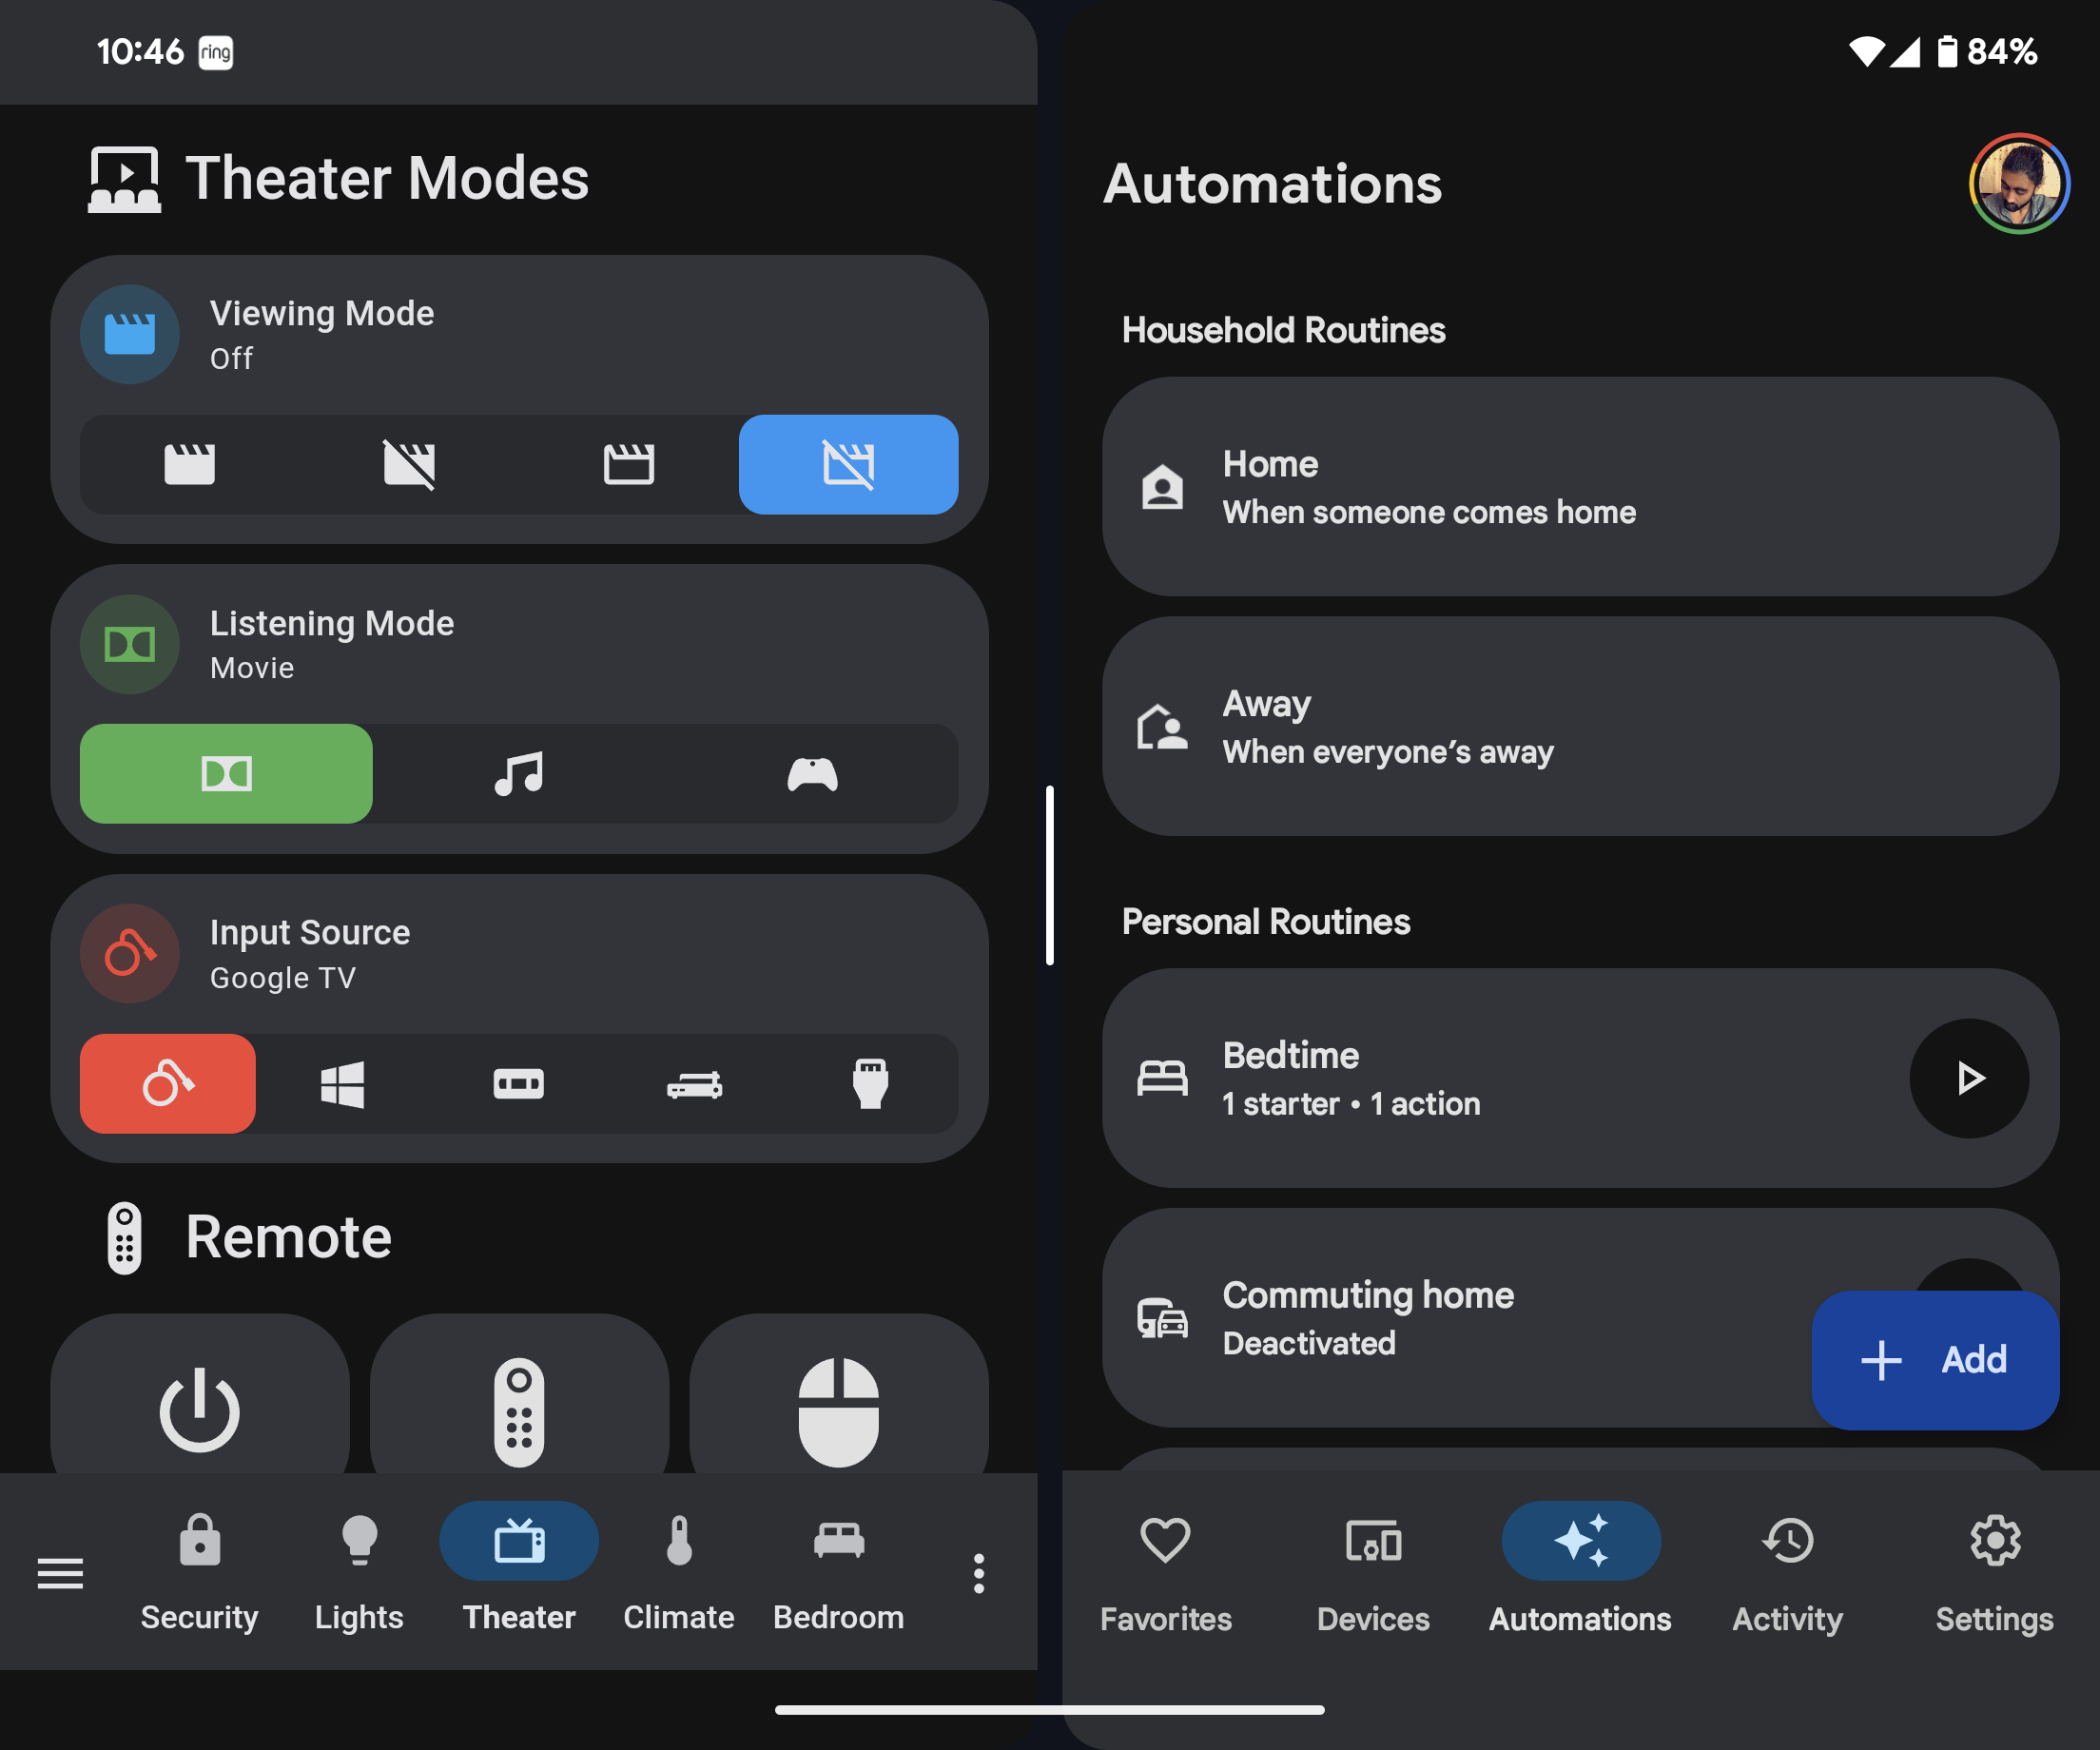 10:46
ring
Theater Modes
Viewing Mode
Off
Listening Mode
Movie
Input Source
Google TV
Remote
Security
Lights
Theater
Climate
Bedroom
84%
Automations
Household Routines
Home
When someone comes home
Away
When everyone’s away
Personal Routines
Bedtime
1 starter • 1 action
Commuting home
Deactivated
Add
Favorites
Devices
Automations
Activity
Settings